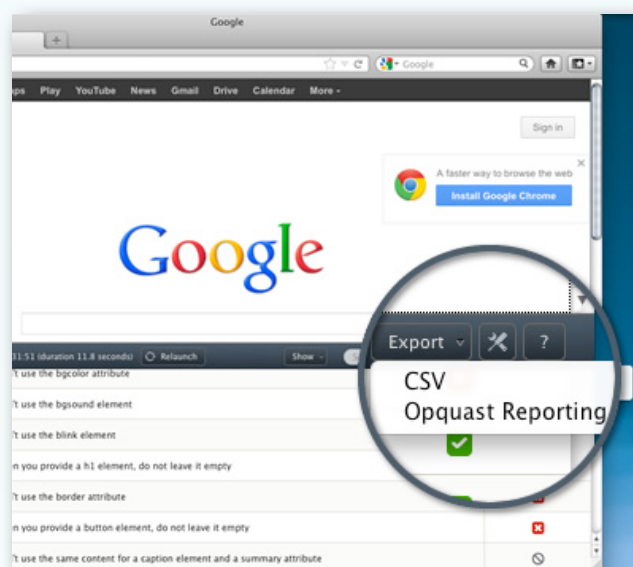 Google
+
Google
Play YouTube News Gmail Drive Calendar More
Sign in
A faster way to browse the web
Install Google Chrome
Google
Export ?
31:51 (duration 11.8 seconds) Relaunch Show
CSV
Opquast Reporting
't use the bgcolor attribute
't use the bgsound element
't use the blink element
n you provide a h1 element, do not leave it empty
't use the border attribute
n you provide a button element, do not leave it empty
't use the same content for a caption element and a summary attribute